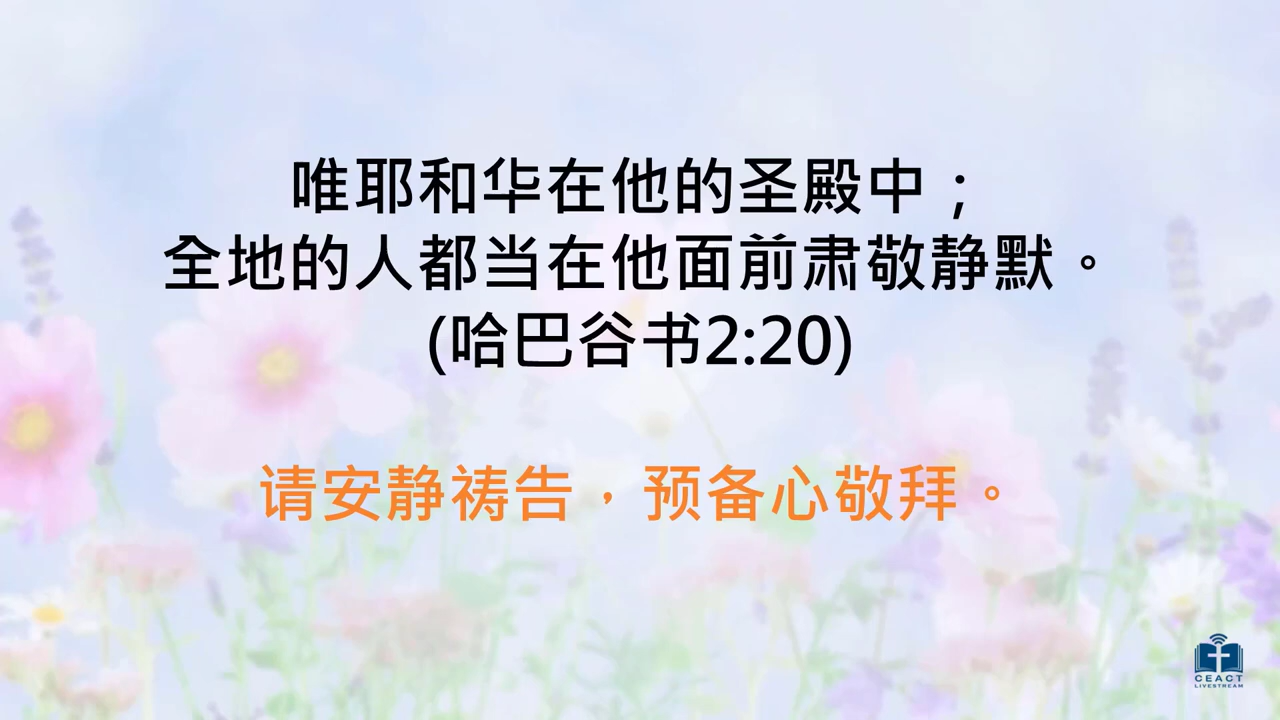 唯耶和华在他的圣殿中；
全地的人都当在他面前肃敬静默。
(哈巴谷书2:20)
请安静祷告，预备心敬拜。
CEACT
LIVESTREAM